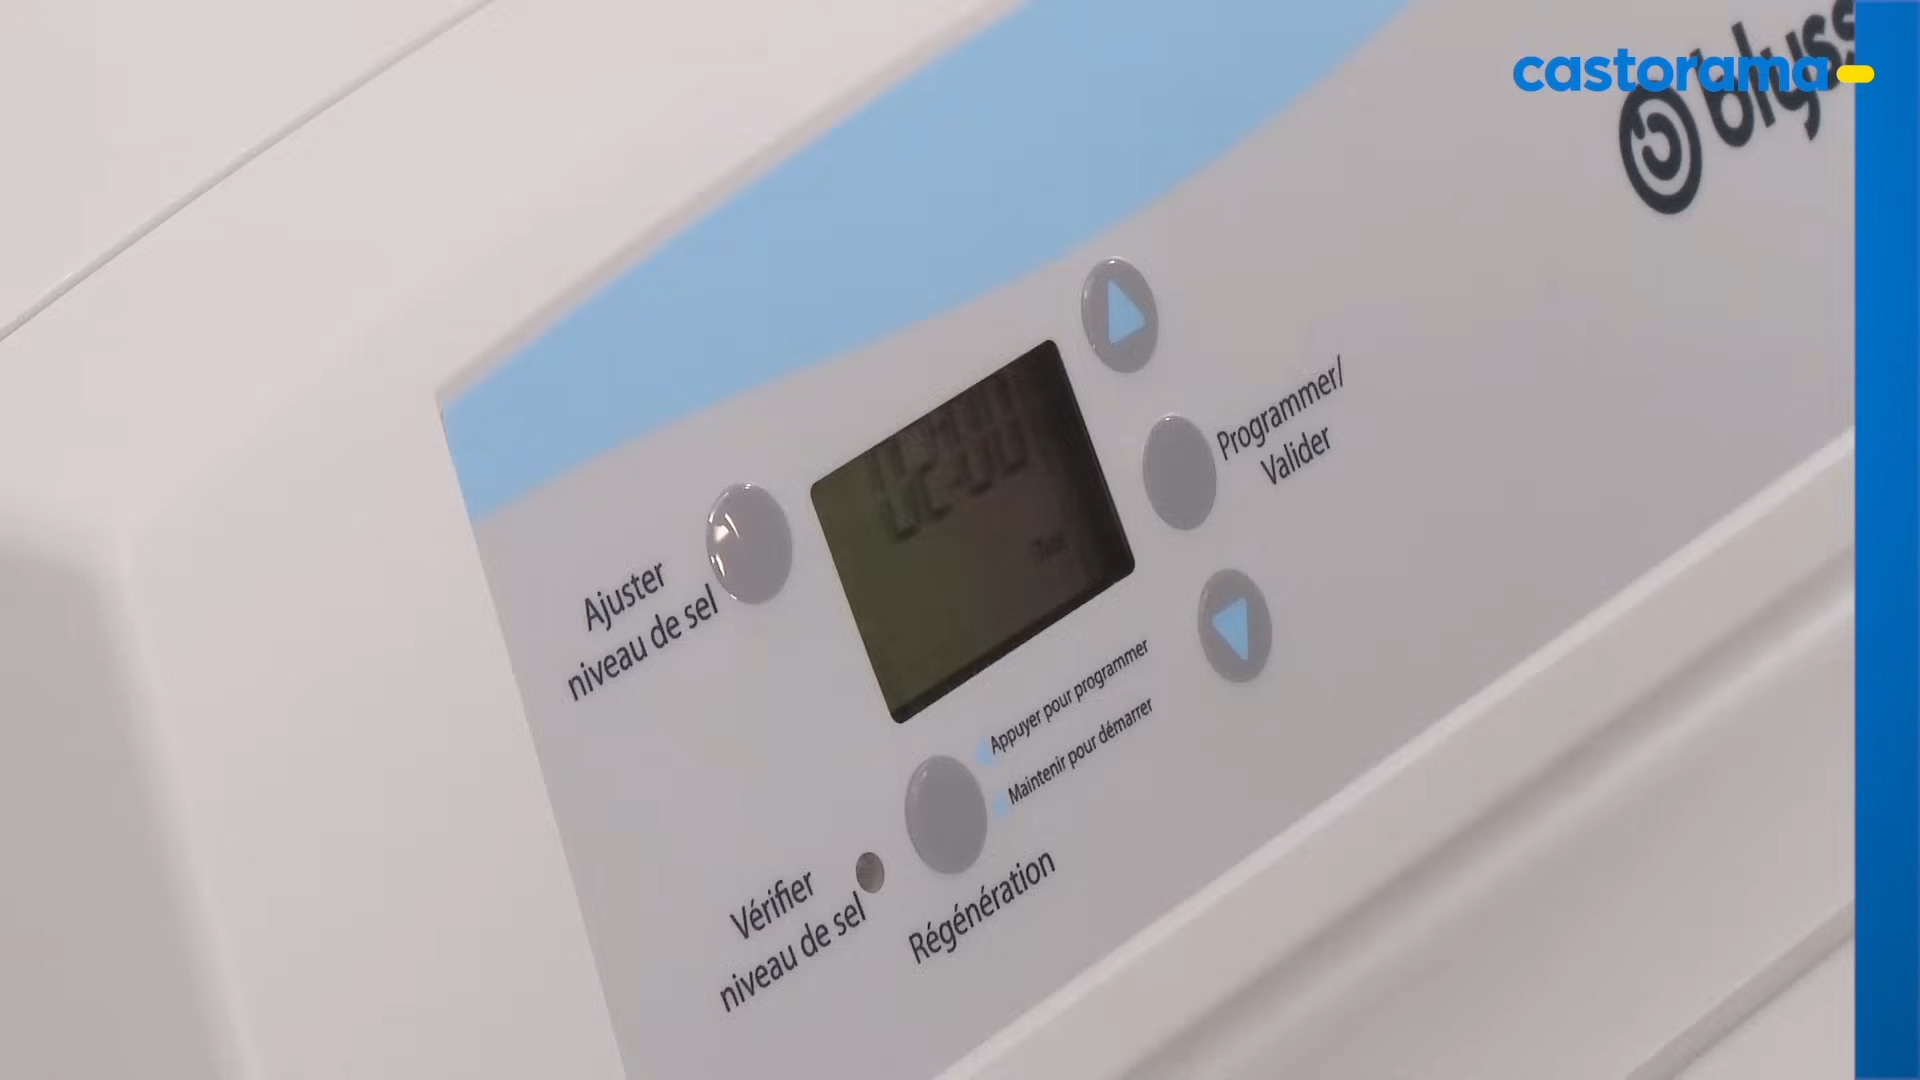 castorama
blyss
Programmer/
Valider
Ajuster
niveau de sel
Appuyer pour programmer
Maintenir pour démarrer
Vérifier
niveau de sel
Régénération